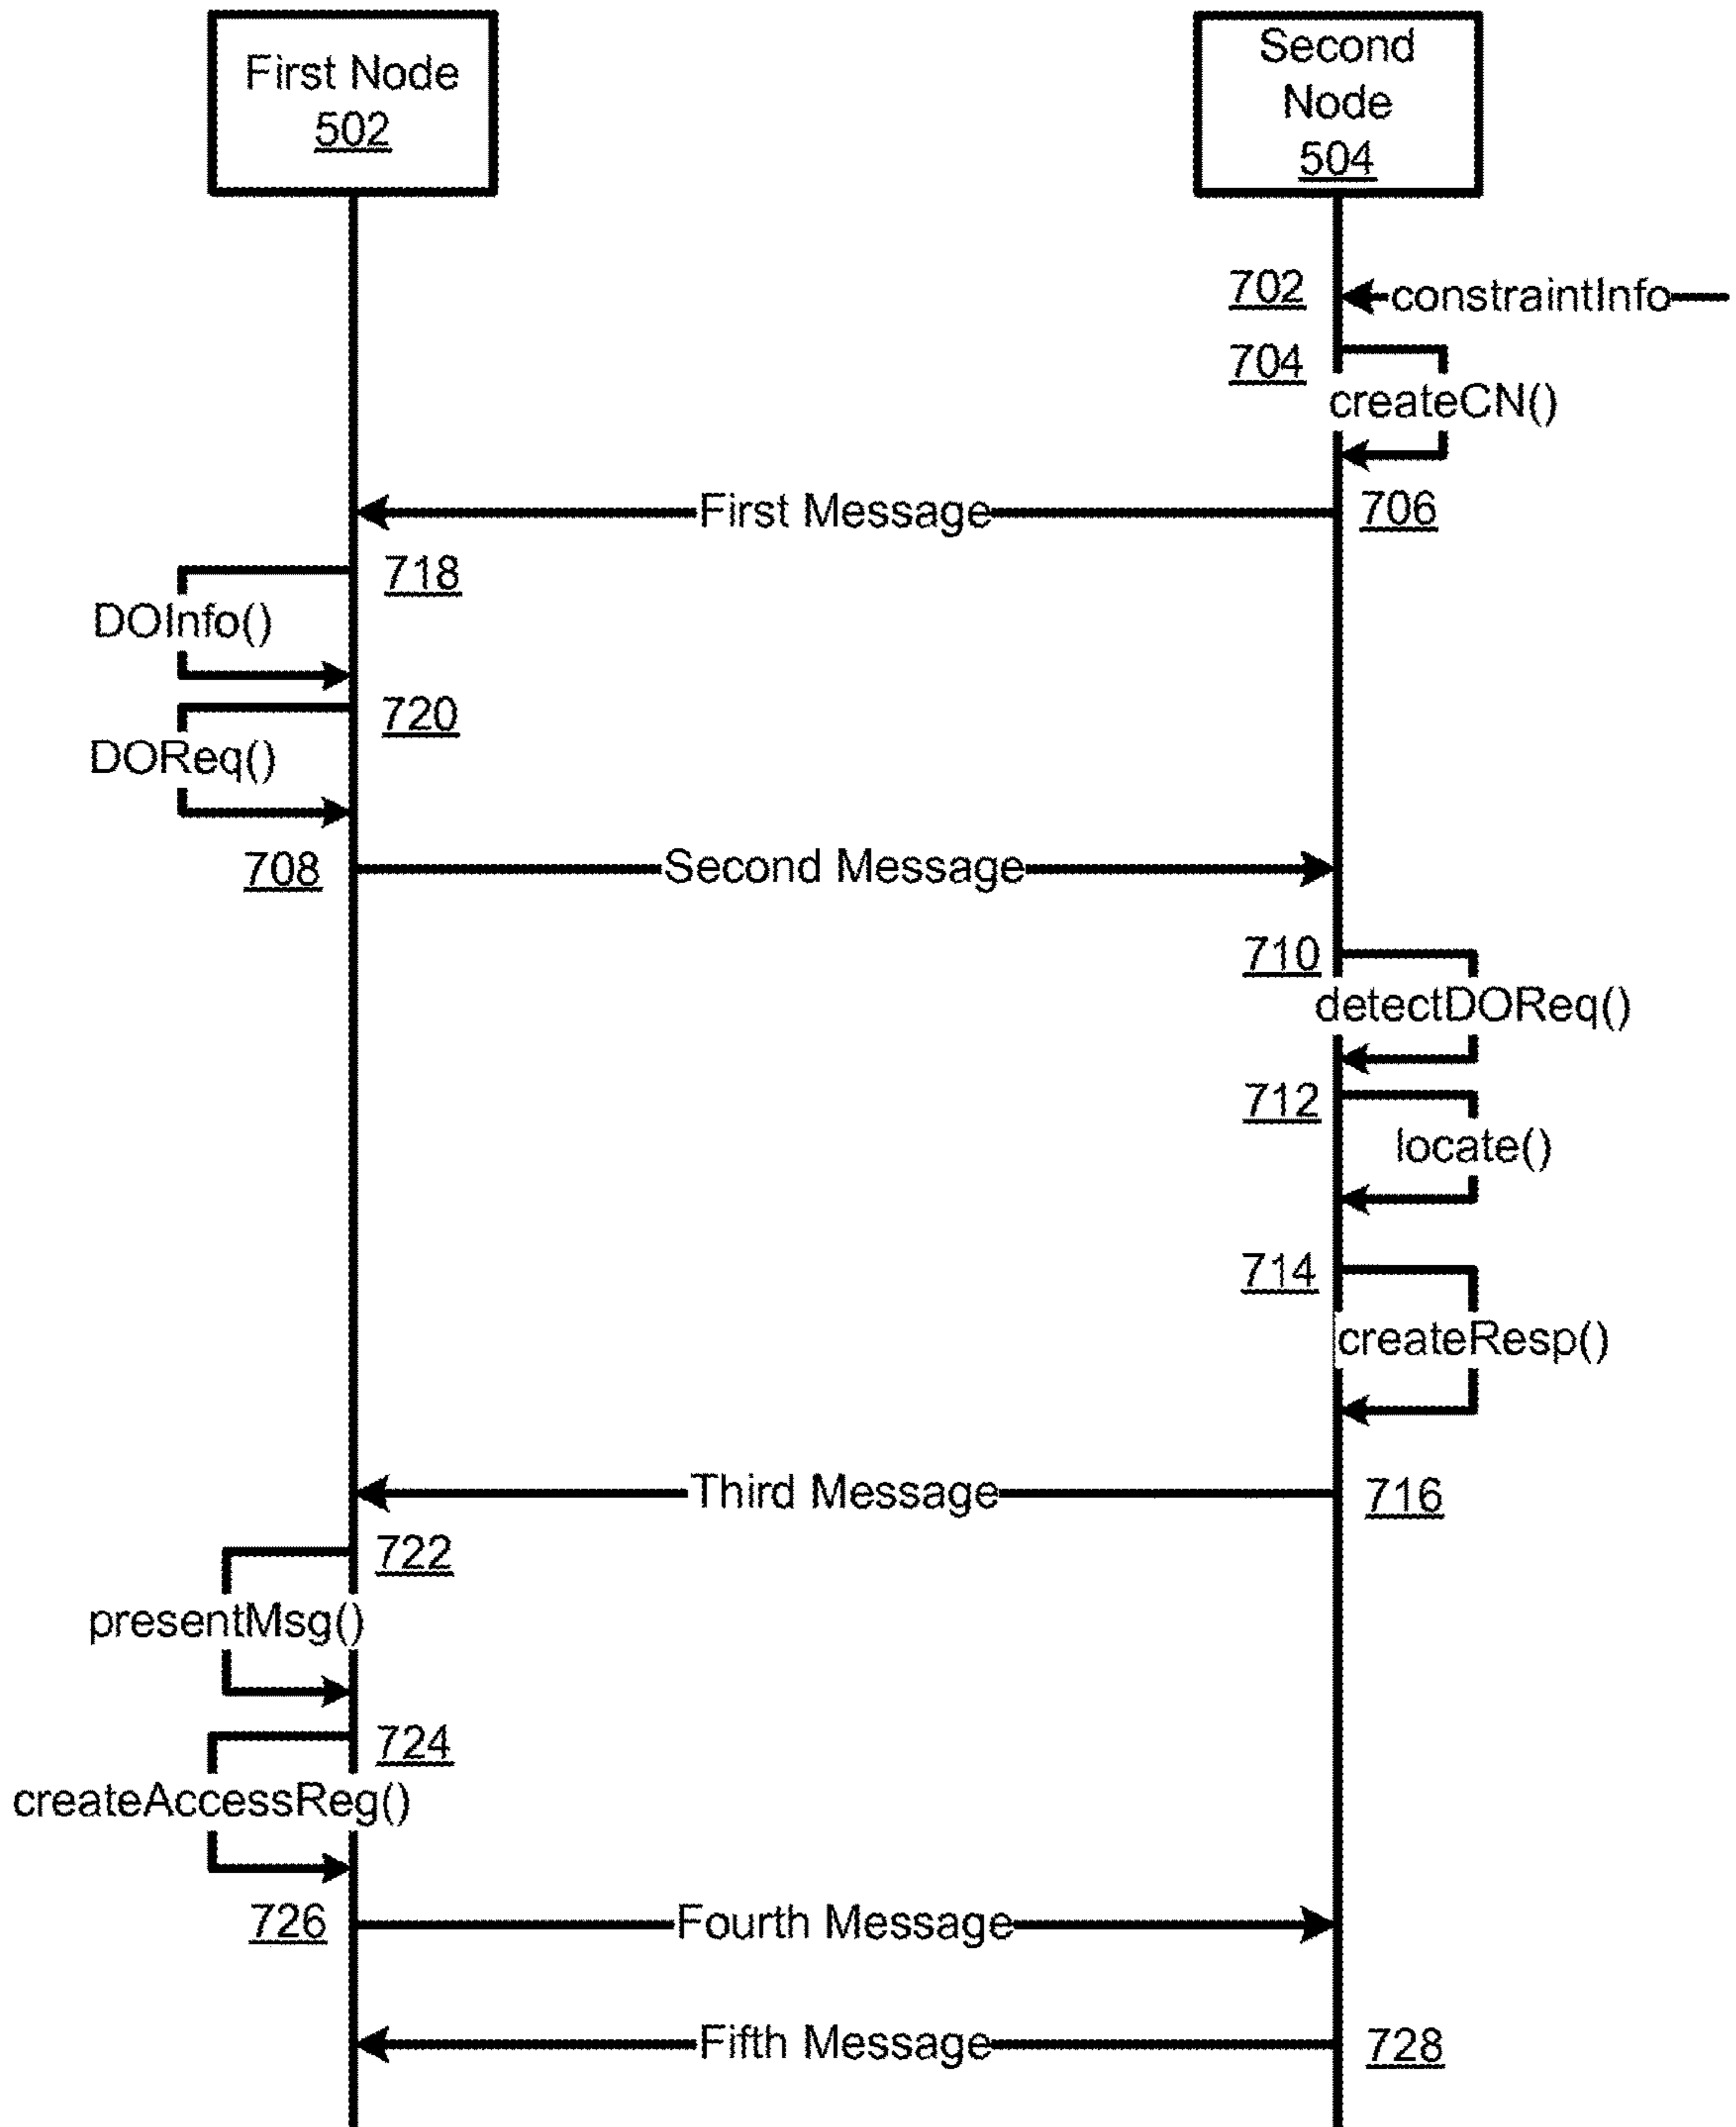 First Node
502
Second
Node
504
702
constraintInfo
704
createCN()
First Message
706
718
DOInfo()
720
DOReq()
708
Second Message
710
detectDOReq()
712
locate()
714
createResp()
Third Message
716
722
presentMsg()
724
createAccessReg()
726
Fourth Message
Fifth Message
728